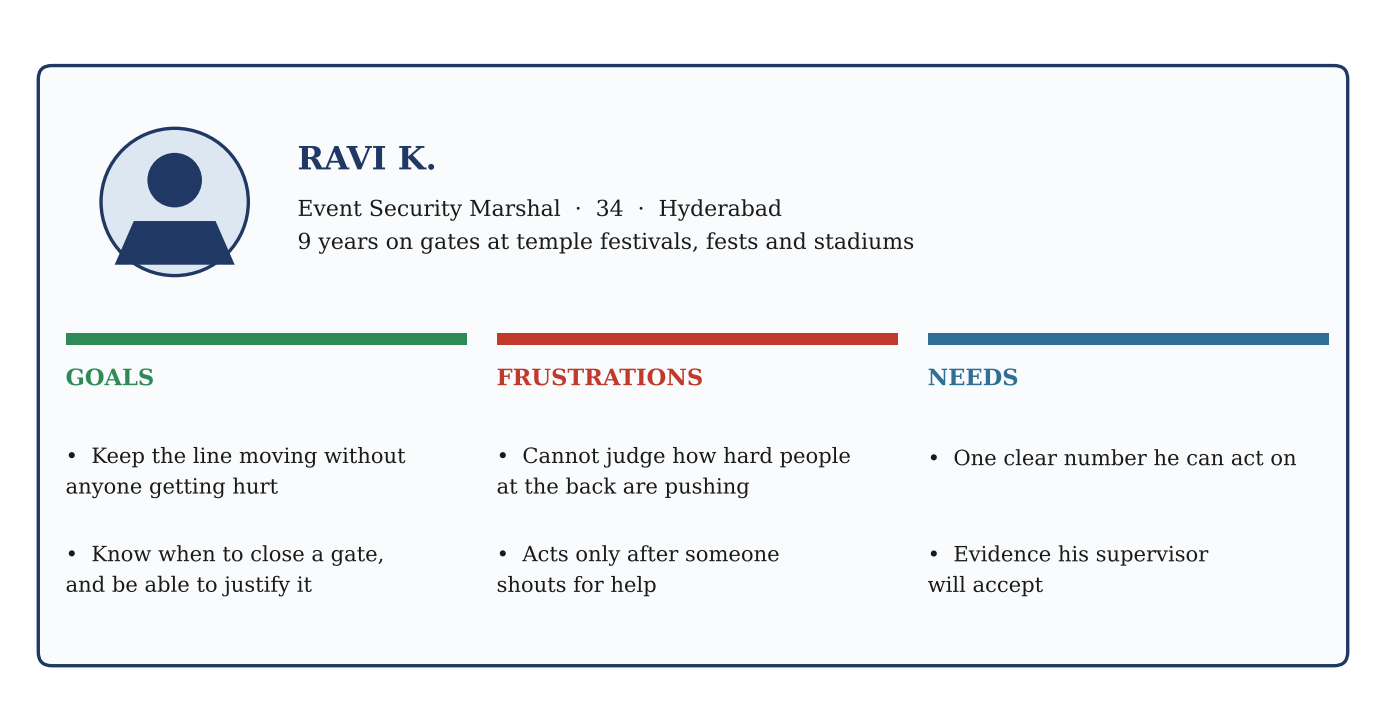 RAVI K.
Event Security Marshal · 34 · Hyderabad
9 years on gates at temple festivals, fests and stadiums
GOALS
• Keep the line moving without
anyone getting hurt
• Know when to close a gate,
and be able to justify it
FRUSTRATIONS
• Cannot judge how hard people
at the back are pushing
• Acts only after someone
shouts for help
NEEDS
• One clear number he can act on
• Evidence his supervisor
will accept